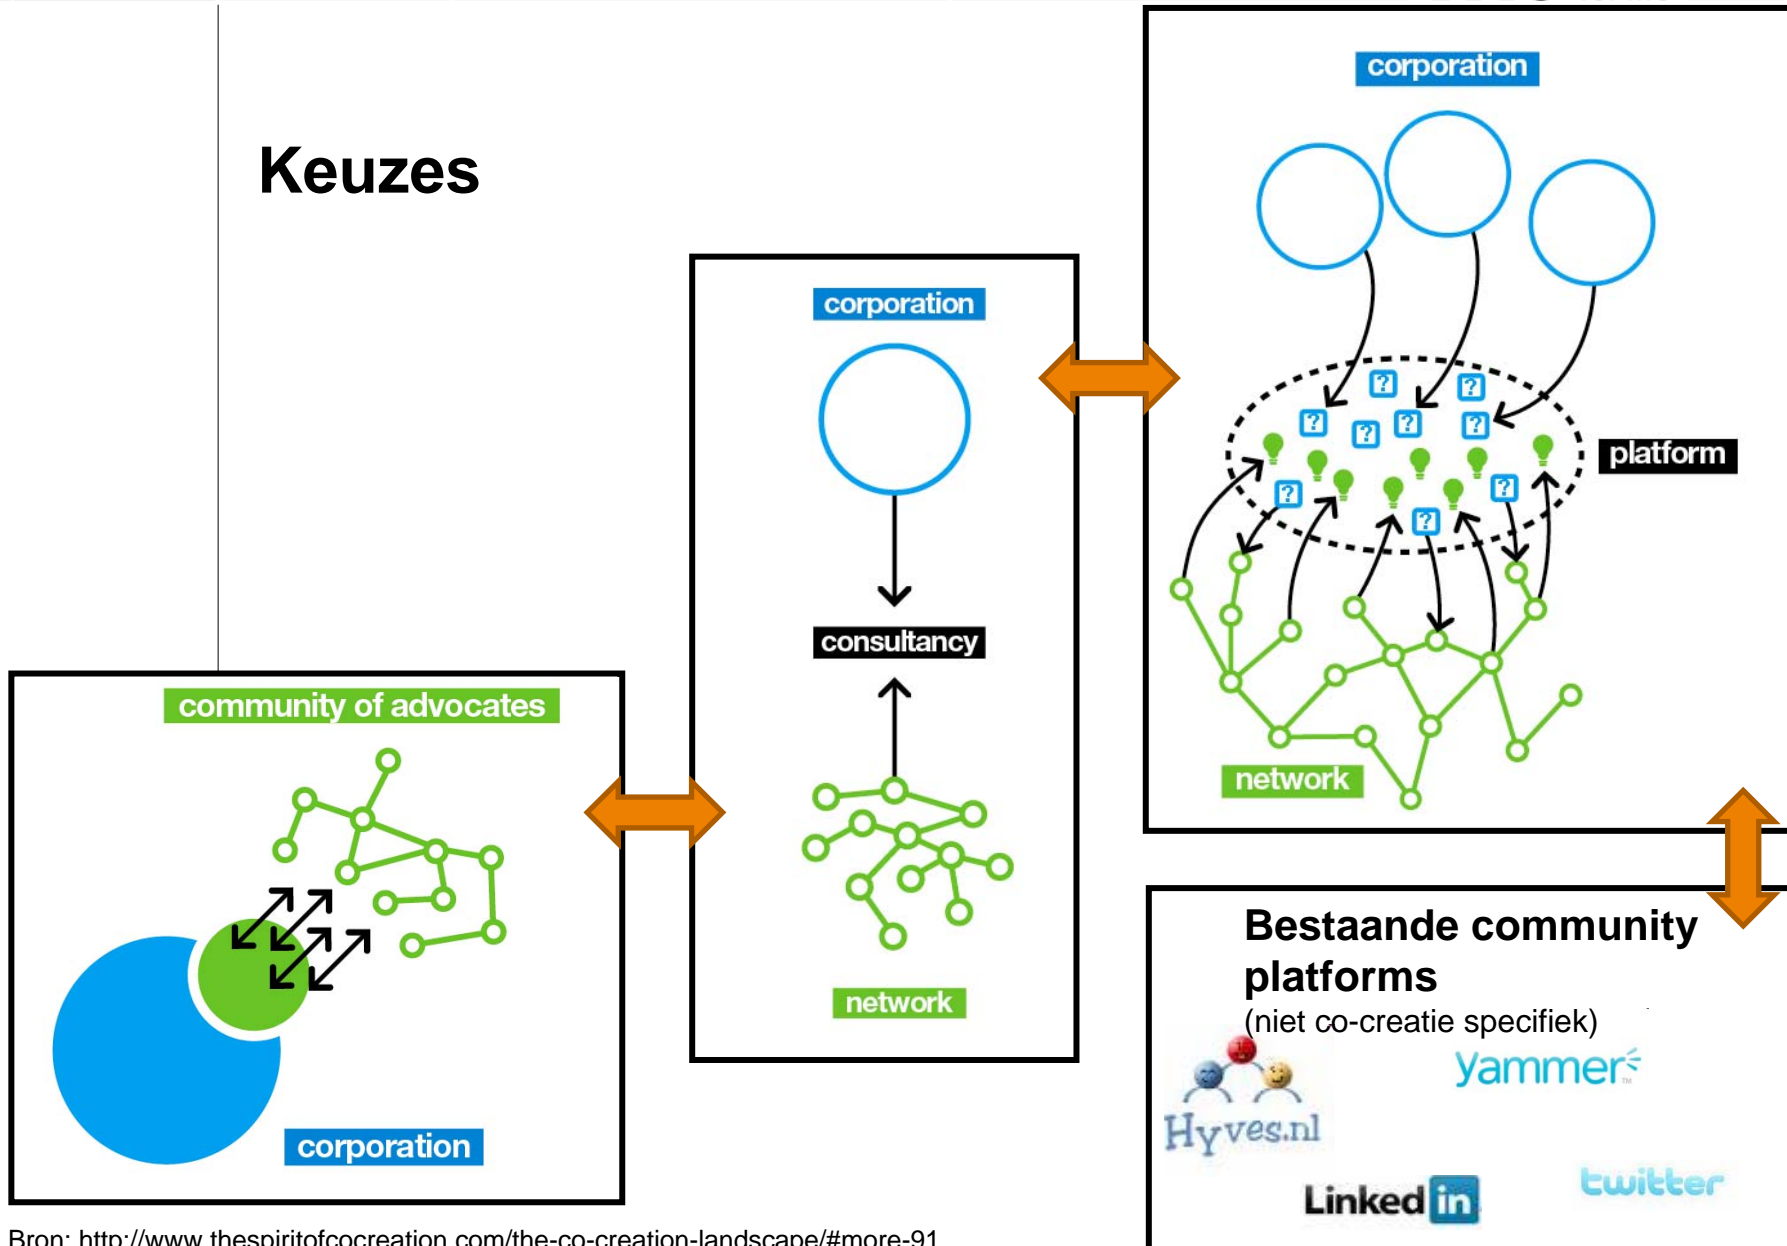 Keuzes
community of advocates
corporation
corporation
consultancy
network
corporation
?
?
?
?
?
?
?
?
?
platform
network
Bestaande community
platforms
(niet co-creatie specifiek)
Hyves.nl
yammer
TM
Linked in
twitter
Bron: http://www.thespiritofcocreation.com/the-co-creation-landscape/#more-91